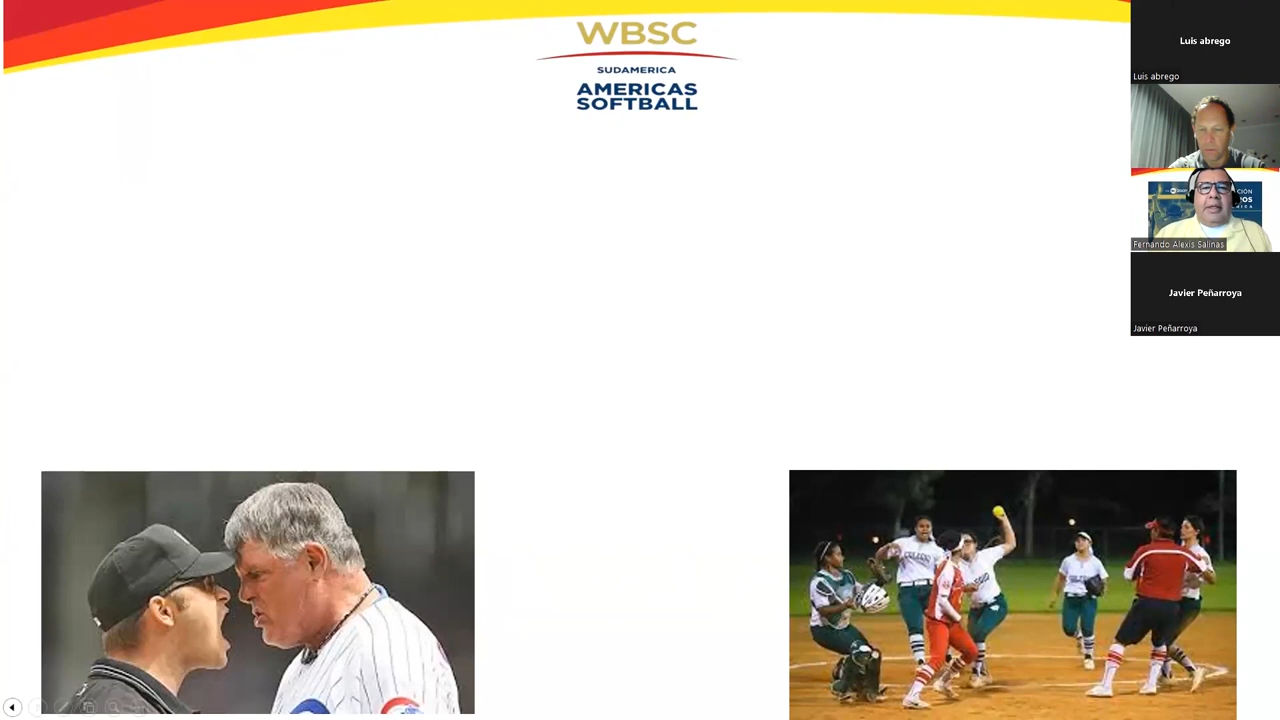 WBSC
SUDAMERICA
AMERICAS
SOFTBALL
Luis abrego
Luis abrego
Fernando Alexis Salinas
Javier Peñarroya
Javier Peñarroya